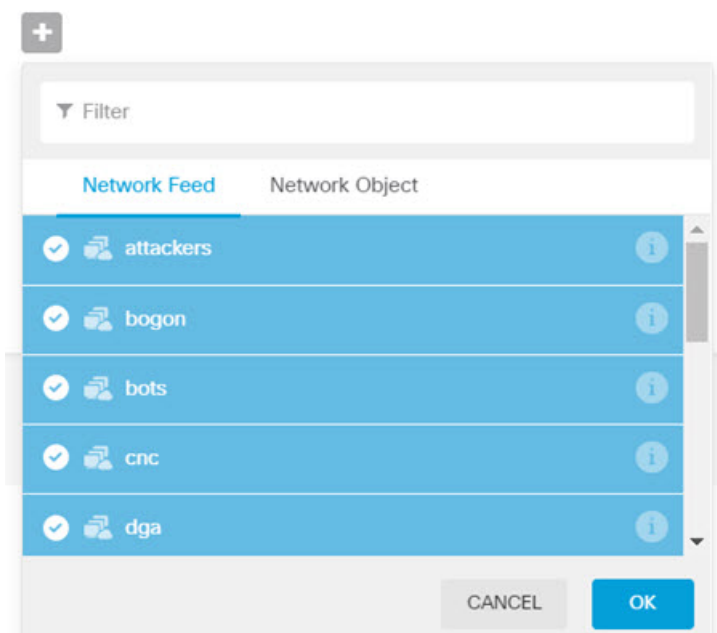 Filter
Network Feed Network Object
attackers
bogon
bots
cnc
dga
CANCEL OK